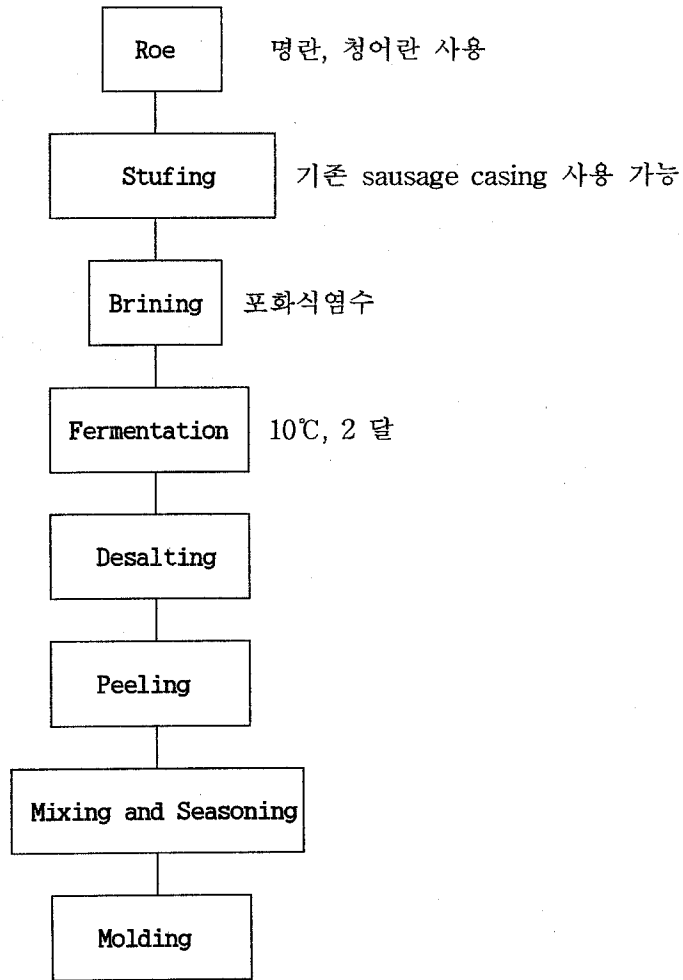 Roe 명란, 청어란 사용
Stufing 기존 sausage casing 사용 가능
Brining 포화식염수
Fermentation 10℃, 2 달
Desalting
Peeling
Mixing and Seasoning
Molding